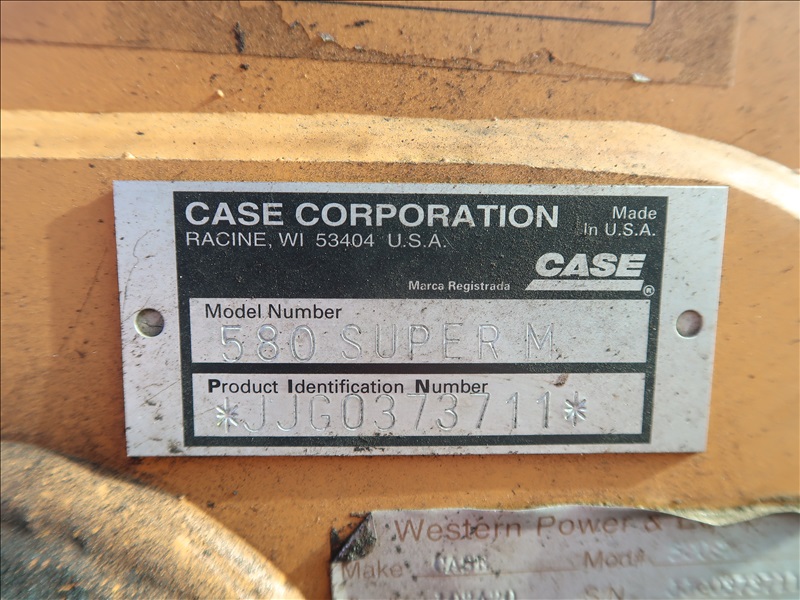 CASE CORPORATION
RACINE, WI 53404 U.S.A.
Made
In U.S.A.
CASE
Marca Registrada
®
Model Number
580 SUPER M
Product Identification Number
*JJG0373711*
Western Power &
Make CASE Mod#
S/N